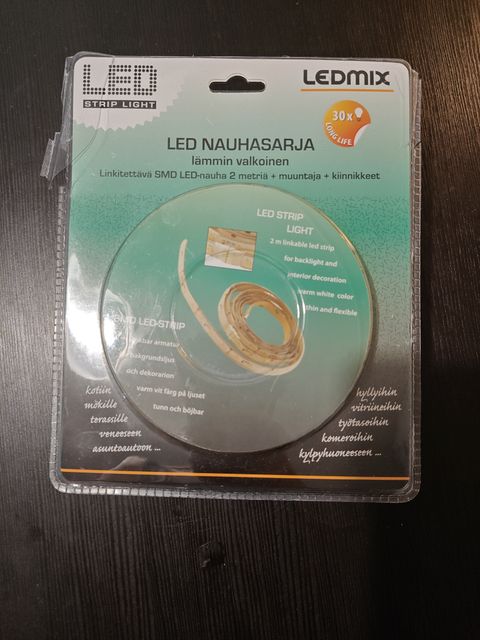 LED
STRIP LIGHT
LEDMIX
30x
LONG LIFE
LED NAUHASARJA
lämmin valkoinen
Linkitettävä SMD LED-nauha 2 metriä + muuntaja + kiinnikkeet
LED STRIP
LIGHT
2 m linkable led strip
for backlight and
interior decoration
warm white color
thin and flexible
SMD LED-STRIP
armatur
bakgrundsljus
och dekorarion
varm vit färg på ljuset
tunn och böjbar
kotiin
mökille
terassille
veneeseen
asuntoautoon ...
hyllyihin
vitriineihin
työtasoihin
komeroihin
kylpyhuoneeseen ...